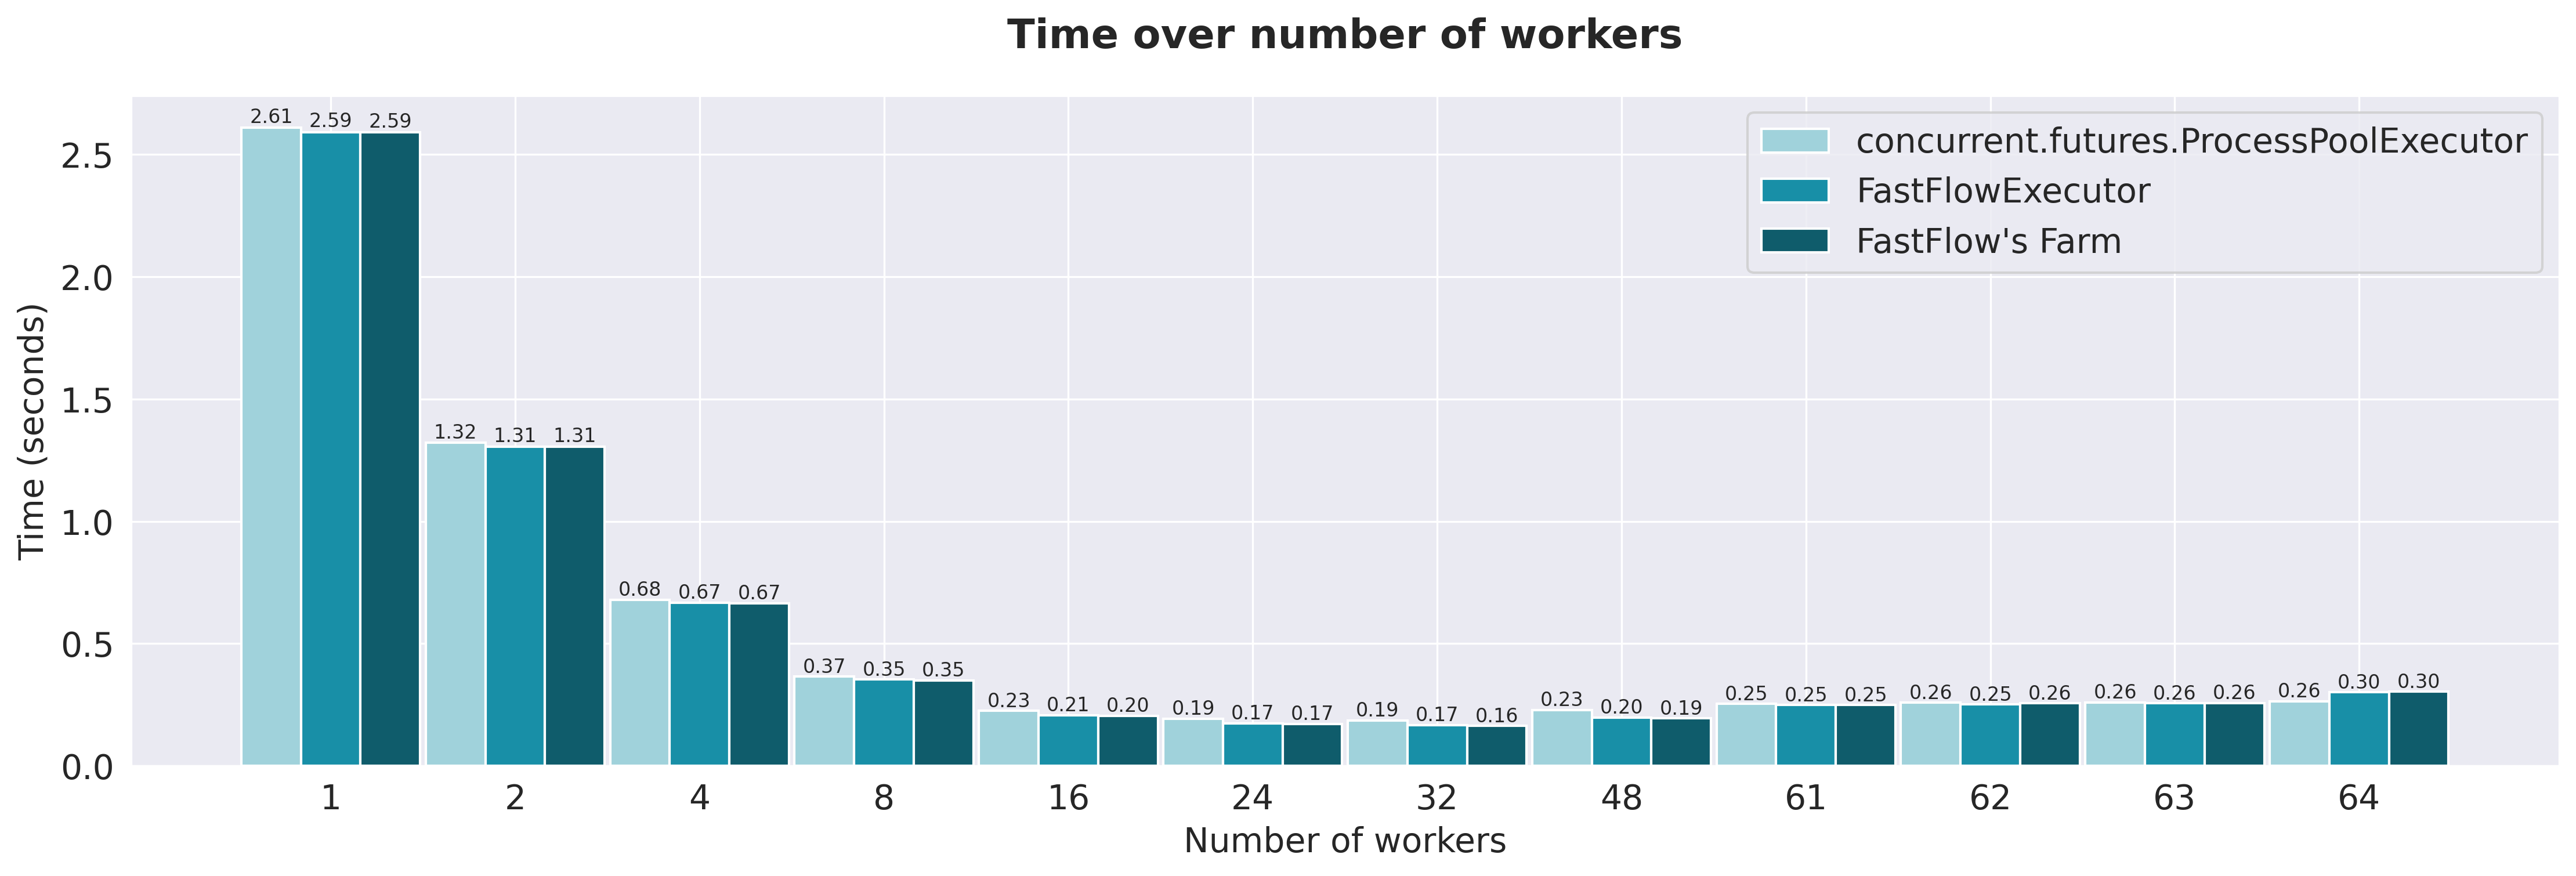 Time over number of workers
concurrent.futures.ProcessPoolExecutor
FastFlowExecutor
FastFlow's Farm
Time (seconds)
2.5
2.0
1.5
1.0
0.5
0.0
2.61 2.59 2.59
1.32 1.31 1.31
0.68 0.67 0.67
0.37 0.35 0.35
0.23 0.21 0.20
0.19 0.17 0.17
0.19 0.17 0.16
0.23 0.20 0.19
0.25 0.25 0.25
0.26 0.25 0.26
0.26 0.26 0.26
0.26 0.30 0.30
1 2 4 8 16 24 32 48 61 62 63 64
Number of workers